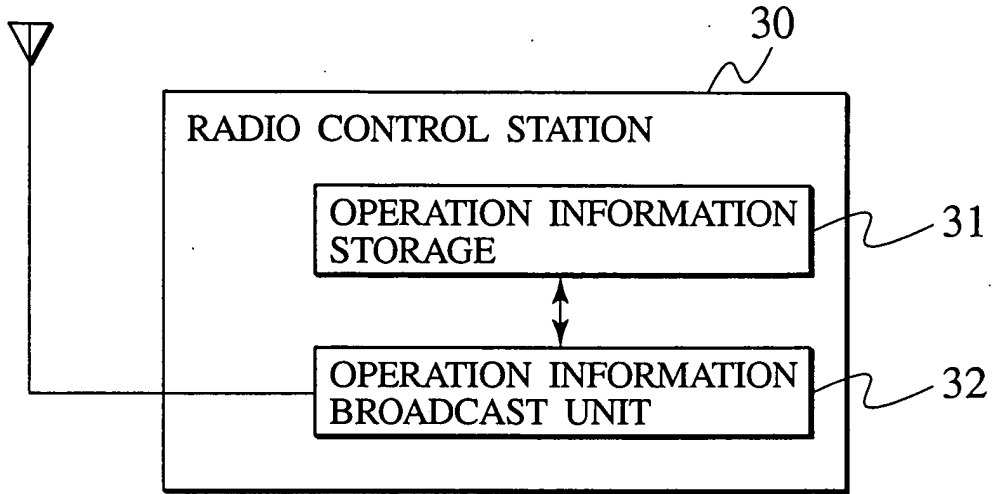 30
RADIO CONTROL STATION
OPERATION INFORMATION
STORAGE
31
OPERATION INFORMATION
BROADCAST UNIT
32